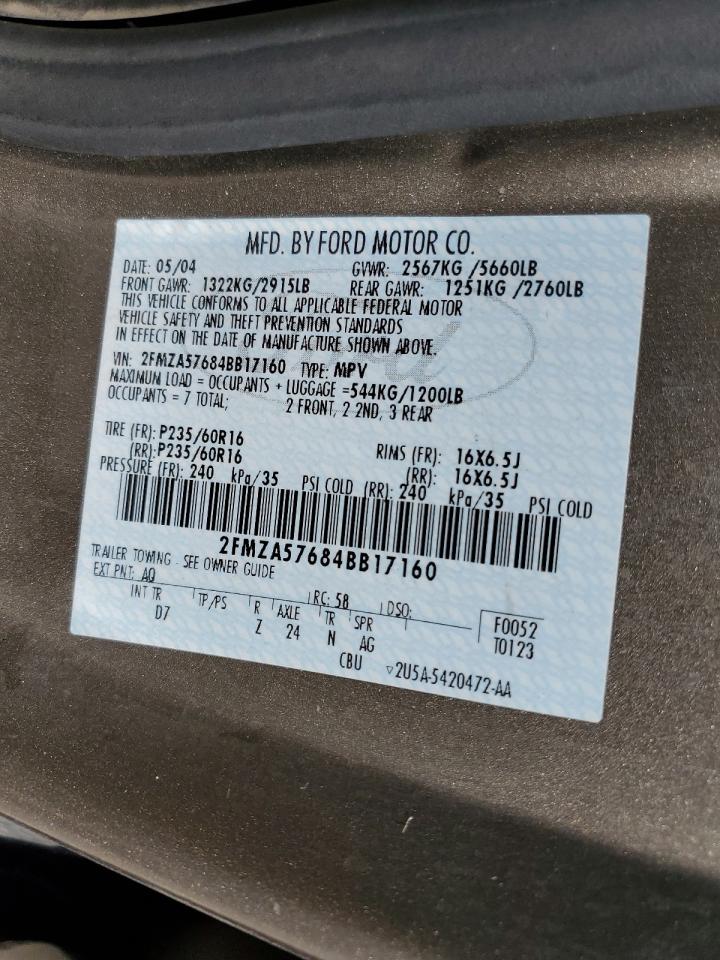 MFD. BY FORD MOTOR CO.
DATE: 05/04 GVWR: 2567KG /5660LB
FRONT GAWR: 1322KG/2915LB REAR GAWR: 1251KG /2760LB
THIS VEHICLE CONFORMS TO ALL APPLICABLE FEDERAL MOTOR
VEHICLE SAFETY AND THEFT PREVENTION STANDARDS
IN EFFECT ON THE DATE OF MANUFACTURE SHOWN ABOVE.
VIN: 2FMZA57684BB17160 TYPE: MPV
MAXIMUM LOAD = OCCUPANTS + LUGGAGE =544KG/1200LB
OCCUPANTS = 7 TOTAL; 2 FRONT, 2 2ND, 3 REAR
TIRE (FR): P235/60R16 RIMS (FR): 16X6.5J
(RR): P235/60R16 (RR): 16X6.5J
PRESSURE (FR): 240 kPa/35 PSI COLD (RR): 240 kPa/35 PSI COLD
2FMZA57684BB17160
TRAILER TOWING - SEE OWNER GUIDE
EXT PNT: AQ RC: 58 DSO:
INT TR TP/PS R AXLE TR SPR F0052
D7 Z 24 N AG T0123
CBU ▽2U5A-5420472-AA
Ford